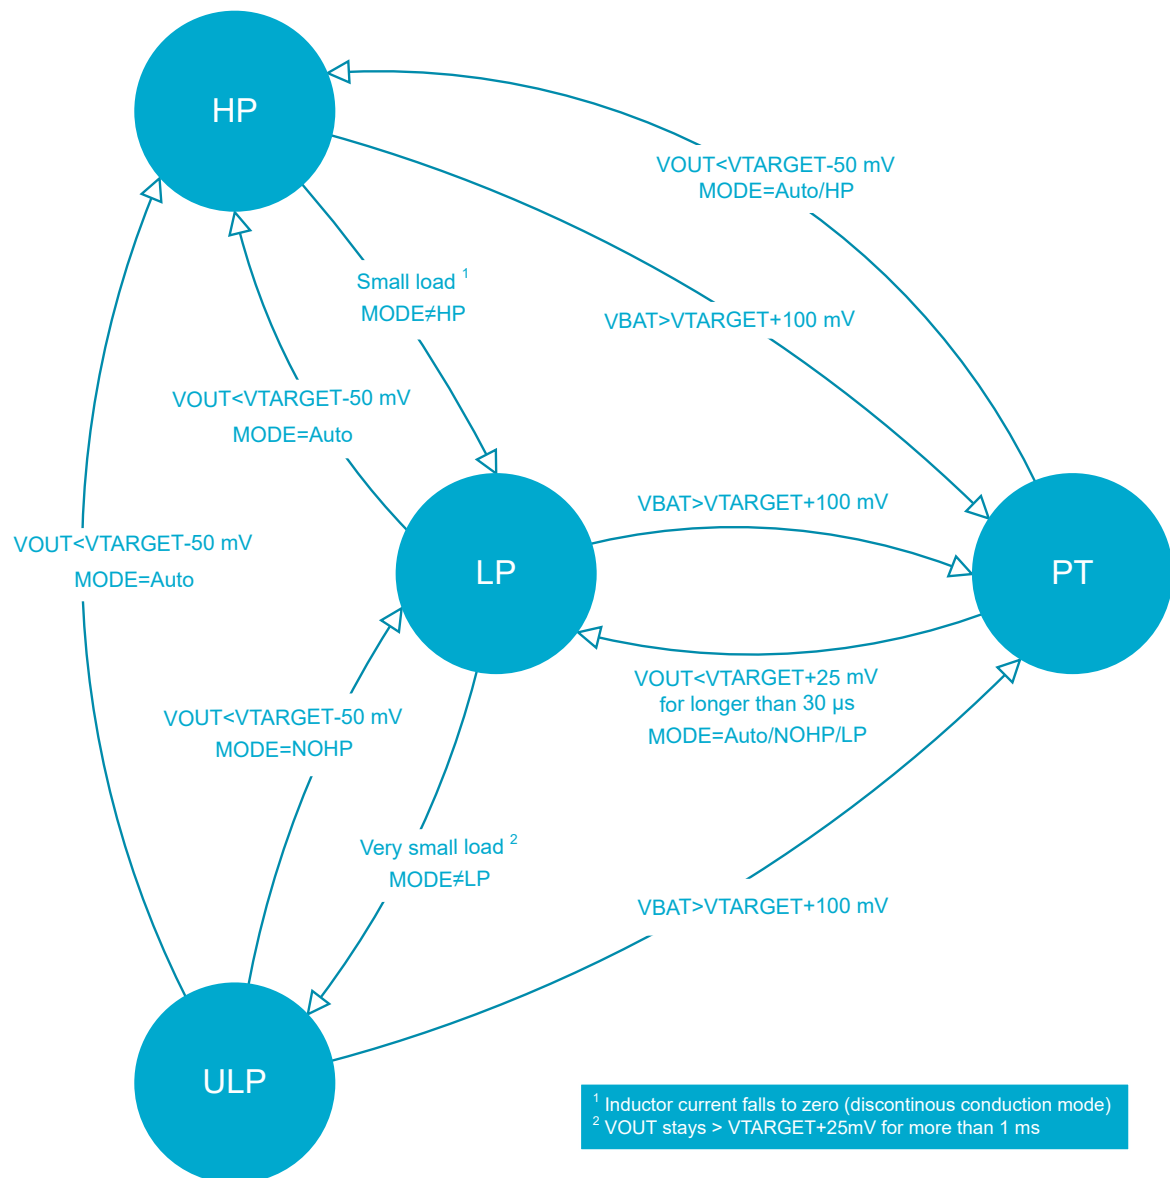 HP
VOUT<VTARGET-50 mV
MODE=Auto/HP
Small load ¹
MODE≠HP
VBAT>VTARGET+100 mV
VOUT<VTARGET-50 mV
MODE=Auto
VBAT>VTARGET+100 mV
VOUT<VTARGET-50 mV
MODE=Auto
LP
PT
VOUT<VTARGET+25 mV
for longer than 30 µs
MODE=Auto/NOHP/LP
VOUT<VTARGET-50 mV
MODE=NOHP
Very small load ²
MODE≠LP
VBAT>VTARGET+100 mV
ULP
¹ Inductor current falls to zero (discontinous conduction mode)
² VOUT stays > VTARGET+25mV for more than 1 ms